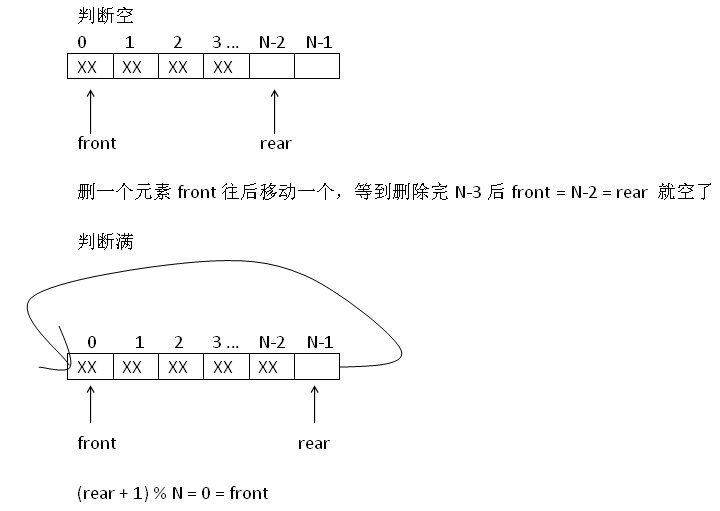 判断空
0 1 2 3 ... N-2 N-1
XX XX XX XX
front rear
删一个元素 front 往后移动一个，等到删除完 N-3 后 front = N-2 = rear 就空了
判断满
0 1 2 3 ... N-2 N-1
XX XX XX XX XX
front rear
(rear + 1) % N = 0 = front